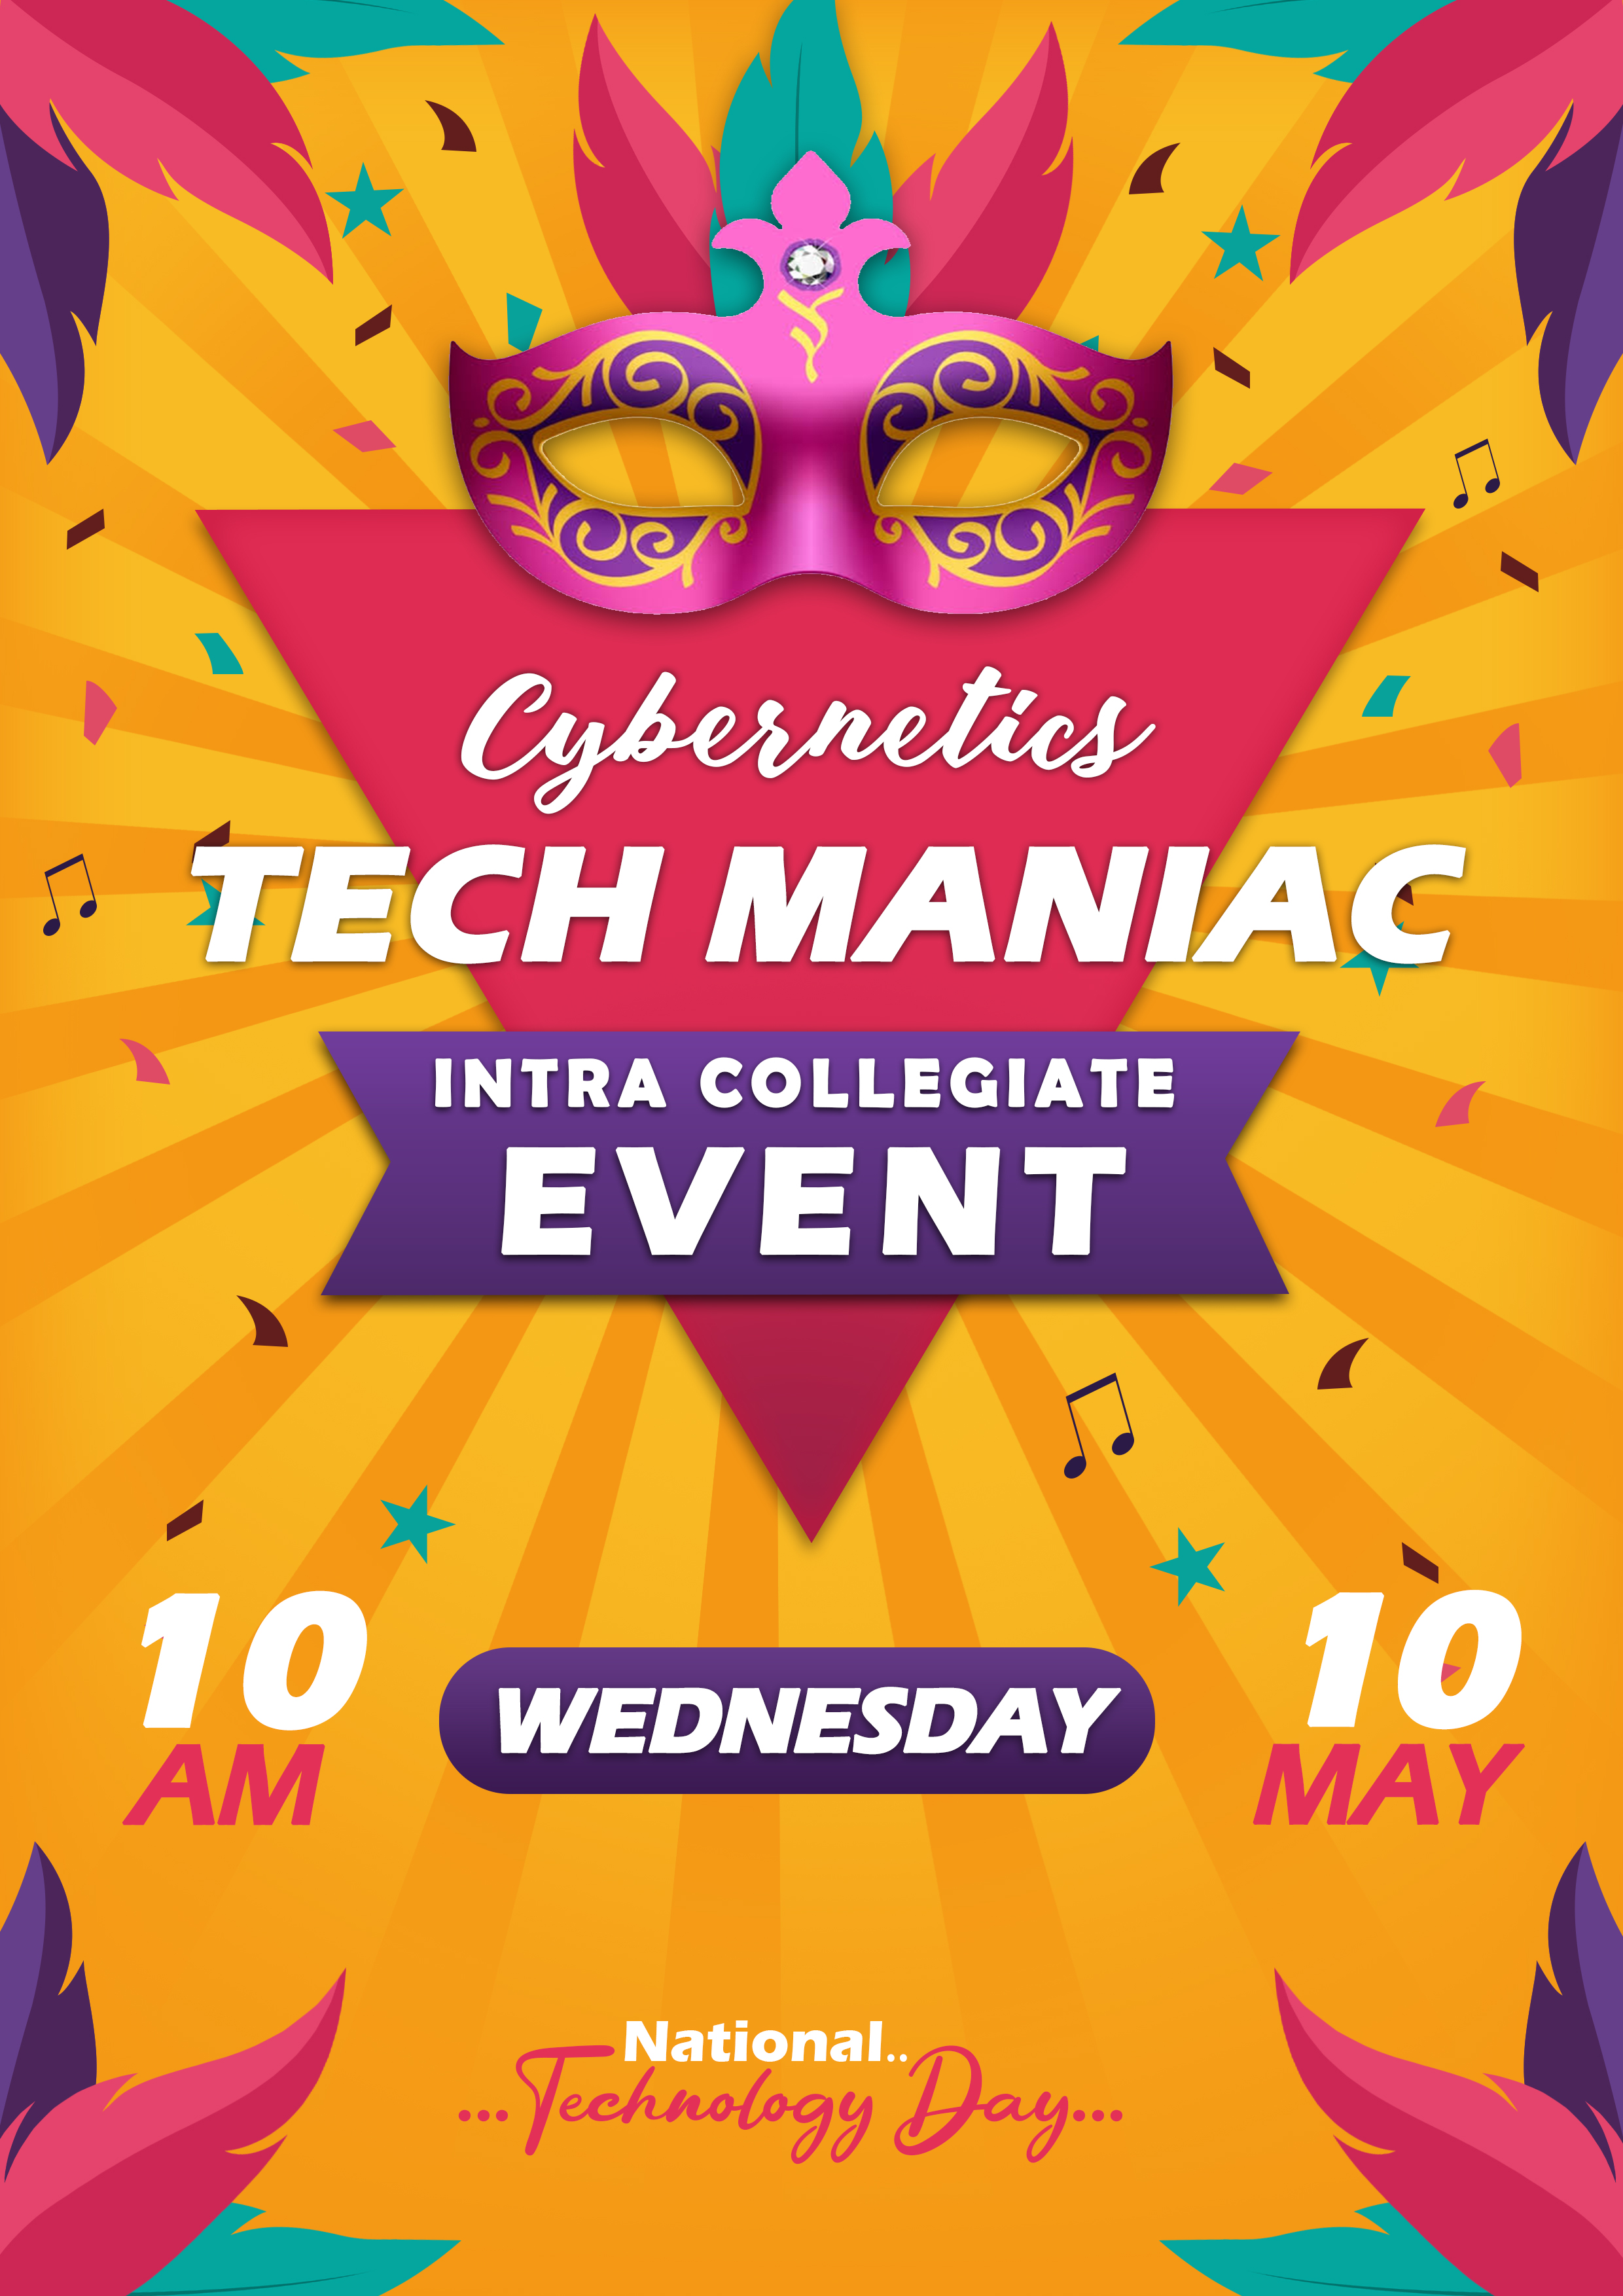 Cybernetics
TECH MANIAC
INTRA COLLEGIATE
EVENT
10
AM
WEDNESDAY
10
MAY
National..
...Technology Day...